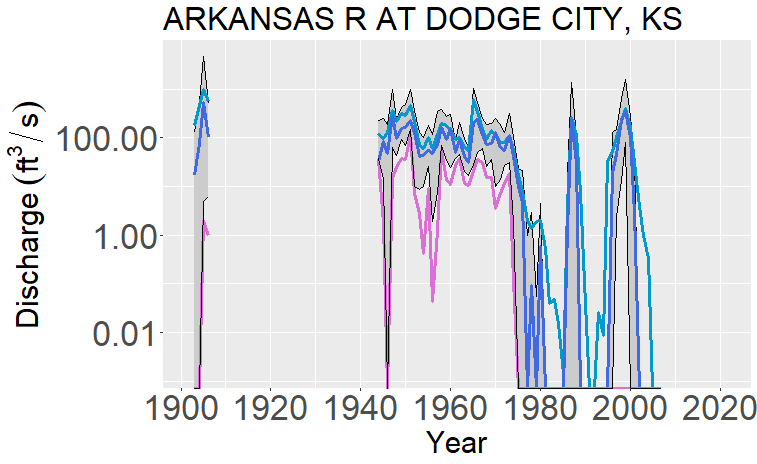 ARKANSAS R AT DODGE CITY, KS
Discharge (ft³/s)
100.00
1.00
0.01
1900 1920 1940 1960 1980 2000 2020
Year